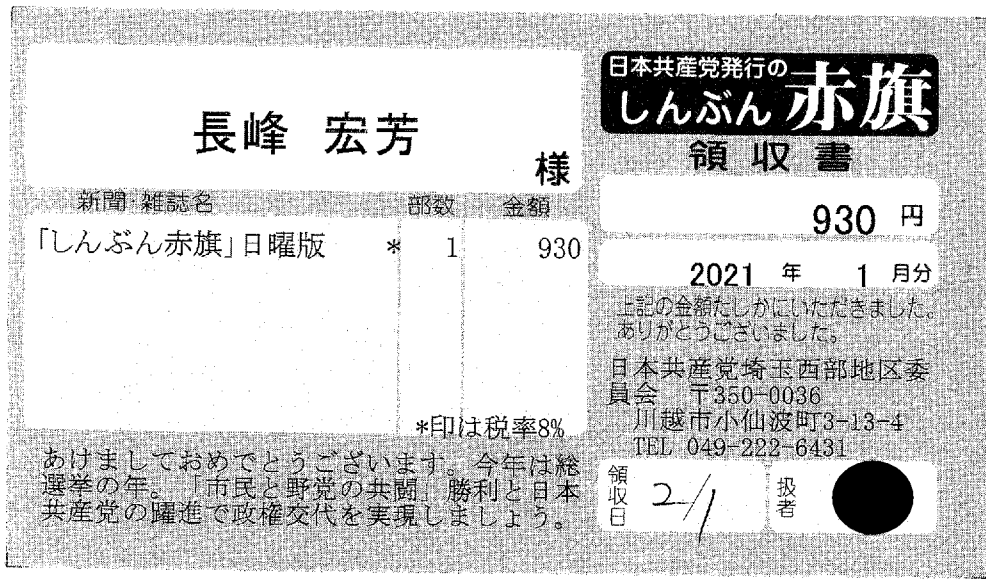 長峰 宏芳
様
新聞・雑誌名 部数 金額
「しんぶん赤旗」日曜版 * 1 930
*印は税率8%
あけましておめでとうございます。今年は総
選挙の年。「市民と野党の共闘」勝利と日本
共産党の躍進で政権交代を実現しましょう。
日本共産党発行の
しんぶん赤旗
領収書
930 円
2021 年 1 月分
上記の金額たしかにいただきました。
ありがとうございました。
日本共産党埼玉西部地区委
員会 〒350-0036
川越市小仙波町3-13-4
TEL 049-222-6431
領収日 2/1
扱者